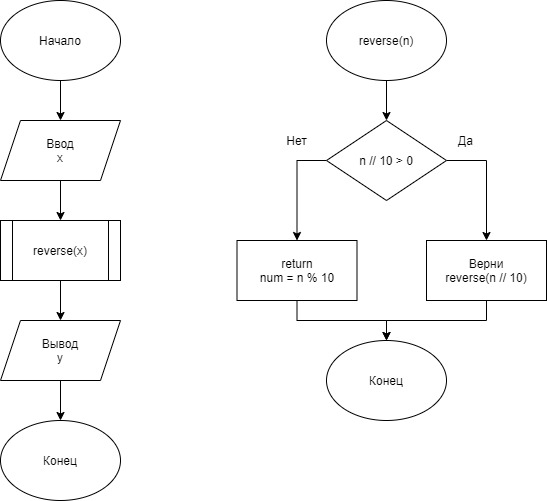 Начало
Ввод
x
reverse(x)
Вывод
y
Конец
reverse(n)
n // 10 > 0
Нет
Да
return
num = n % 10
Верни
reverse(n // 10)
Конец